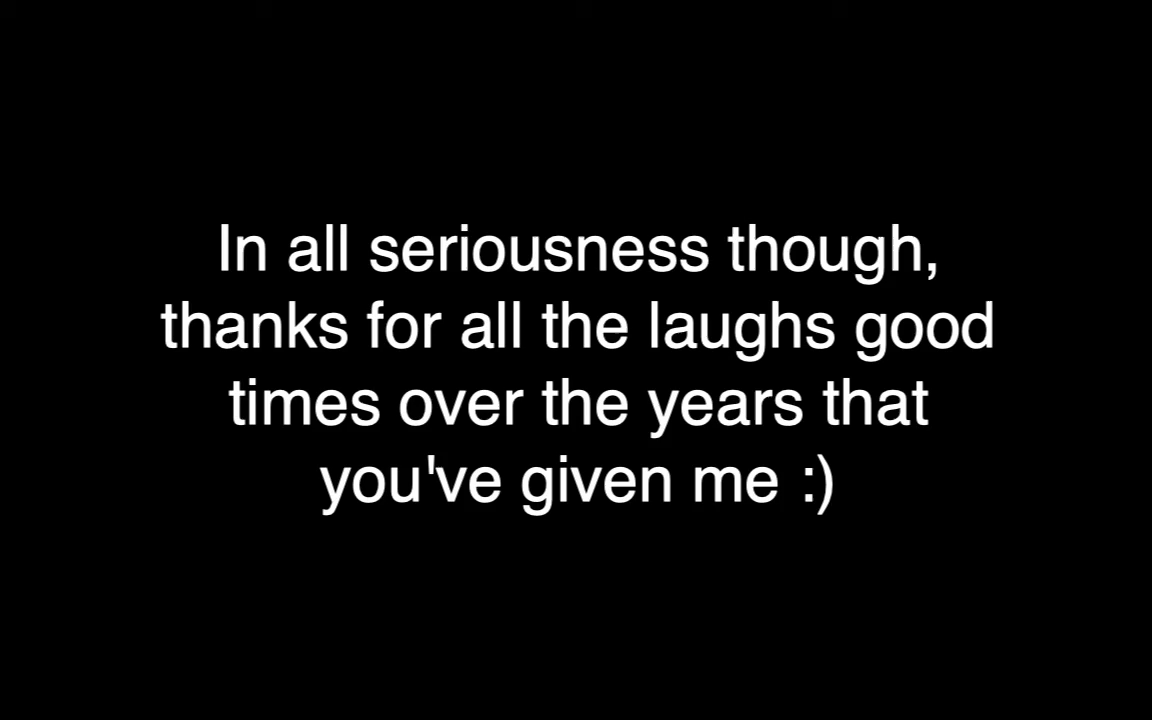 In all seriousness though,
thanks for all the laughs good
times over the years that
you've given me :)